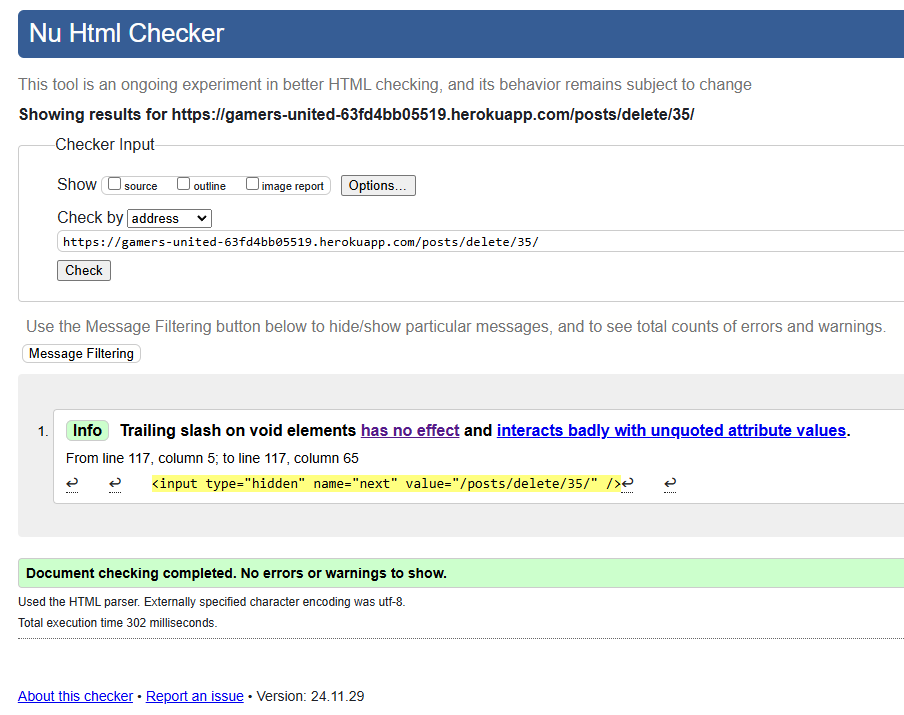 Nu Html Checker
This tool is an ongoing experiment in better HTML checking, and its behavior remains subject to change
Showing results for https://gamers-united-63fd4bb05519.herokuapp.com/posts/delete/35/
Checker Input
Show source outline image report Options...
Check by address
https://gamers-united-63fd4bb05519.herokuapp.com/posts/delete/35/
Check
Use the Message Filtering button below to hide/show particular messages, and to see total counts of errors and warnings.
Message Filtering
1. Info Trailing slash on void elements has no effect and interacts badly with unquoted attribute values.
From line 117, column 5; to line 117, column 65
↩ ↩ <input type="hidden" name="next" value="/posts/delete/35/" />↩ ↩
Document checking completed. No errors or warnings to show.
Used the HTML parser. Externally specified character encoding was utf-8.
Total execution time 302 milliseconds.
About this checker • Report an issue • Version: 24.11.29